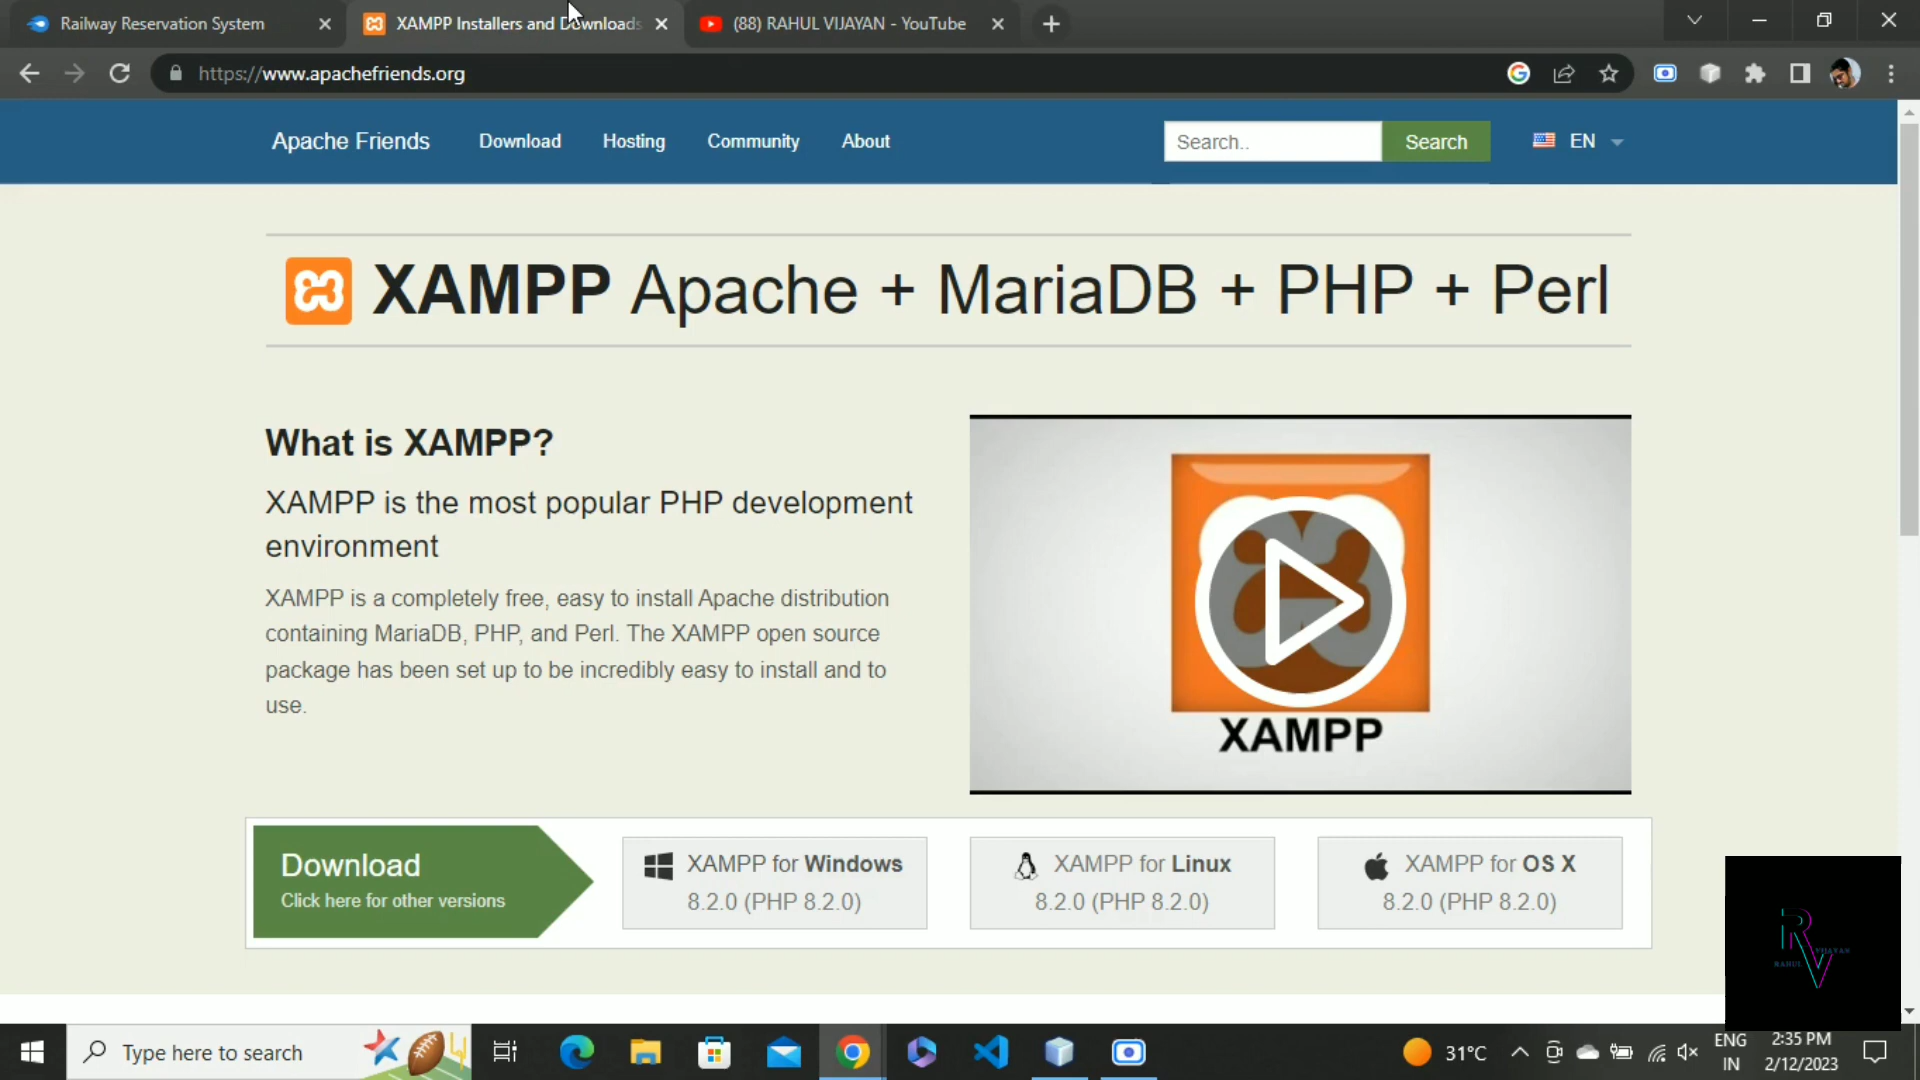 Railway Reservation System
XAMPP Installers and Downloads
(88) RAHUL VIJAYAN - YouTube
https://www.apachefriends.org
Apache Friends
Download
Hosting
Community
About
Search..
Search
EN
XAMPP Apache + MariaDB + PHP + Perl
What is XAMPP?
XAMPP is the most popular PHP development
environment
XAMPP is a completely free, easy to install Apache distribution
containing MariaDB, PHP, and Perl. The XAMPP open source
package has been set up to be incredibly easy to install and to
use.
XAMPP
Download
Click here for other versions
XAMPP for Windows
8.2.0 (PHP 8.2.0)
XAMPP for Linux
8.2.0 (PHP 8.2.0)
XAMPP for OS X
8.2.0 (PHP 8.2.0)
RV
RAHUL
VIJAYAN
Type here to search
31°C
ENG
IN
2:35 PM
2/12/2023